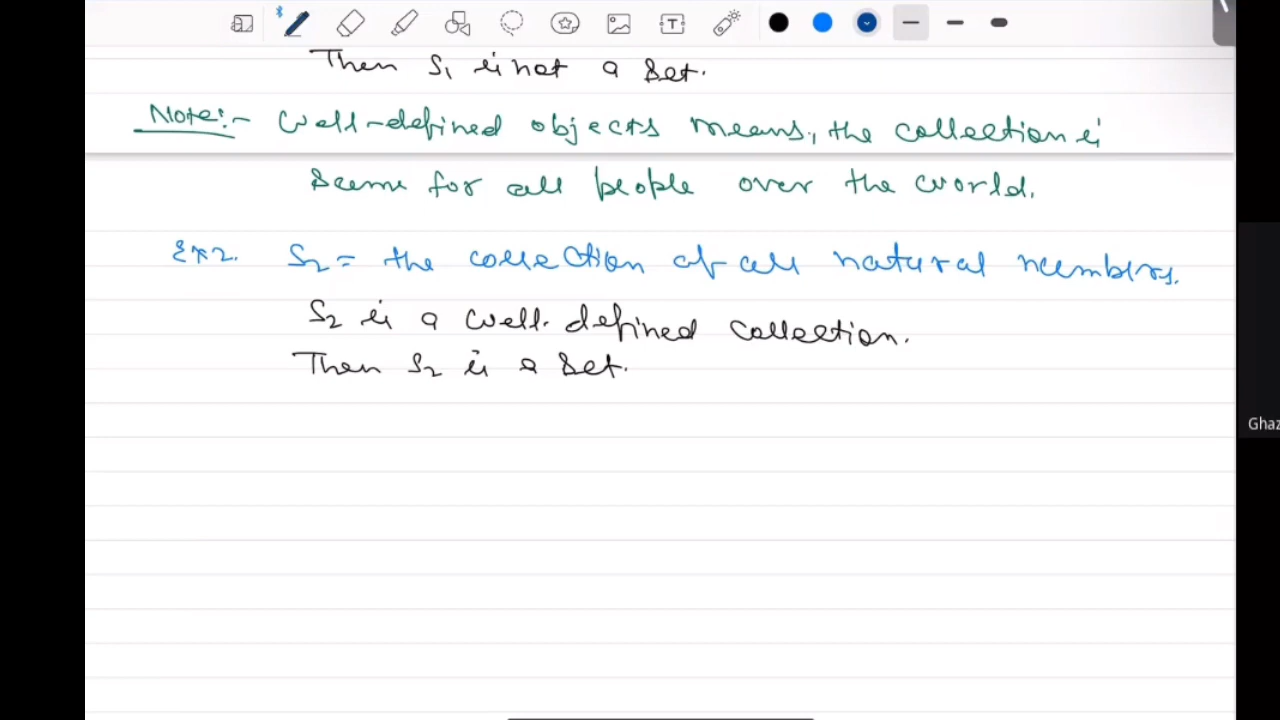 Then S₁ is not a set.
Note:- Well-defined objects means, the collection is
same for all people over the world.
Ex2. S₂ = the collection of all natural numbers.
S₂ is a well-defined collection.
Then S₂ is a set.
Ghaz